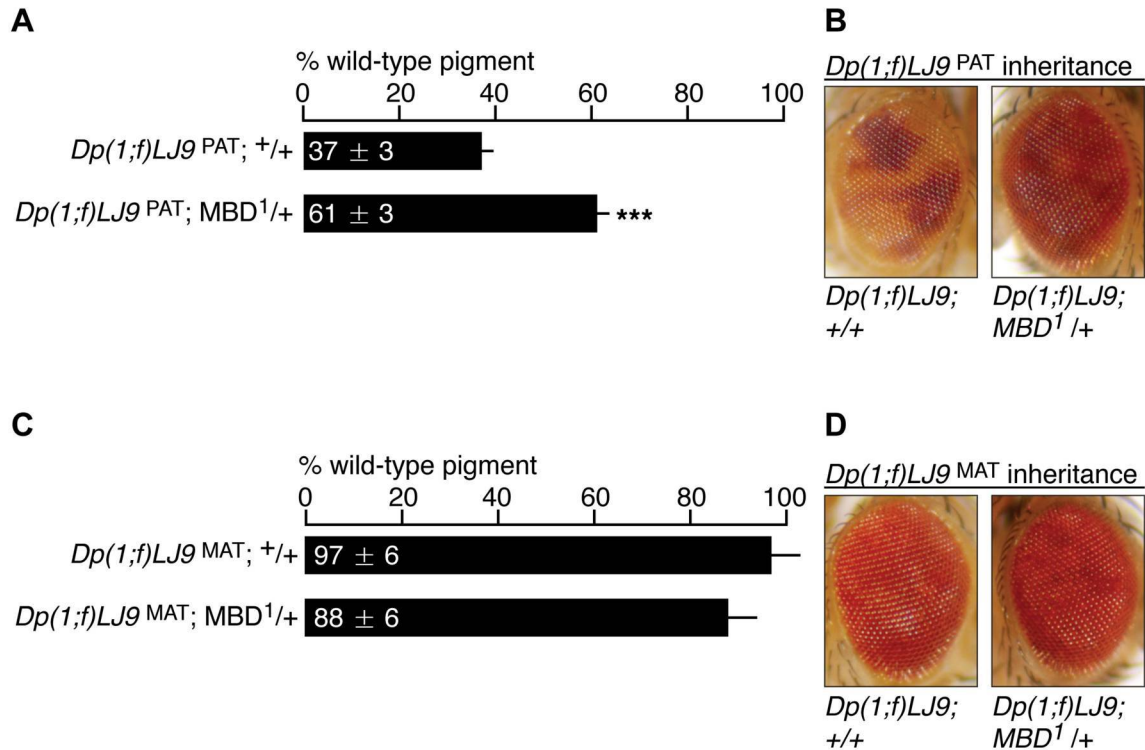 A
% wild-type pigment
0 20 40 60 80 100
Dp(1;f)LJ9 PAT; +/+
37 ± 3
Dp(1;f)LJ9 PAT; MBD1/+
61 ± 3 ***
B
Dp(1;f)LJ9 PAT inheritance
Dp(1;f)LJ9;
+/+
Dp(1;f)LJ9;
MBD1 /+
C
% wild-type pigment
0 20 40 60 80 100
Dp(1;f)LJ9 MAT; +/+
97 ± 6
Dp(1;f)LJ9 MAT; MBD1/+
88 ± 6
D
Dp(1;f)LJ9 MAT inheritance
Dp(1;f)LJ9;
+/+
Dp(1;f)LJ9;
MBD1 /+